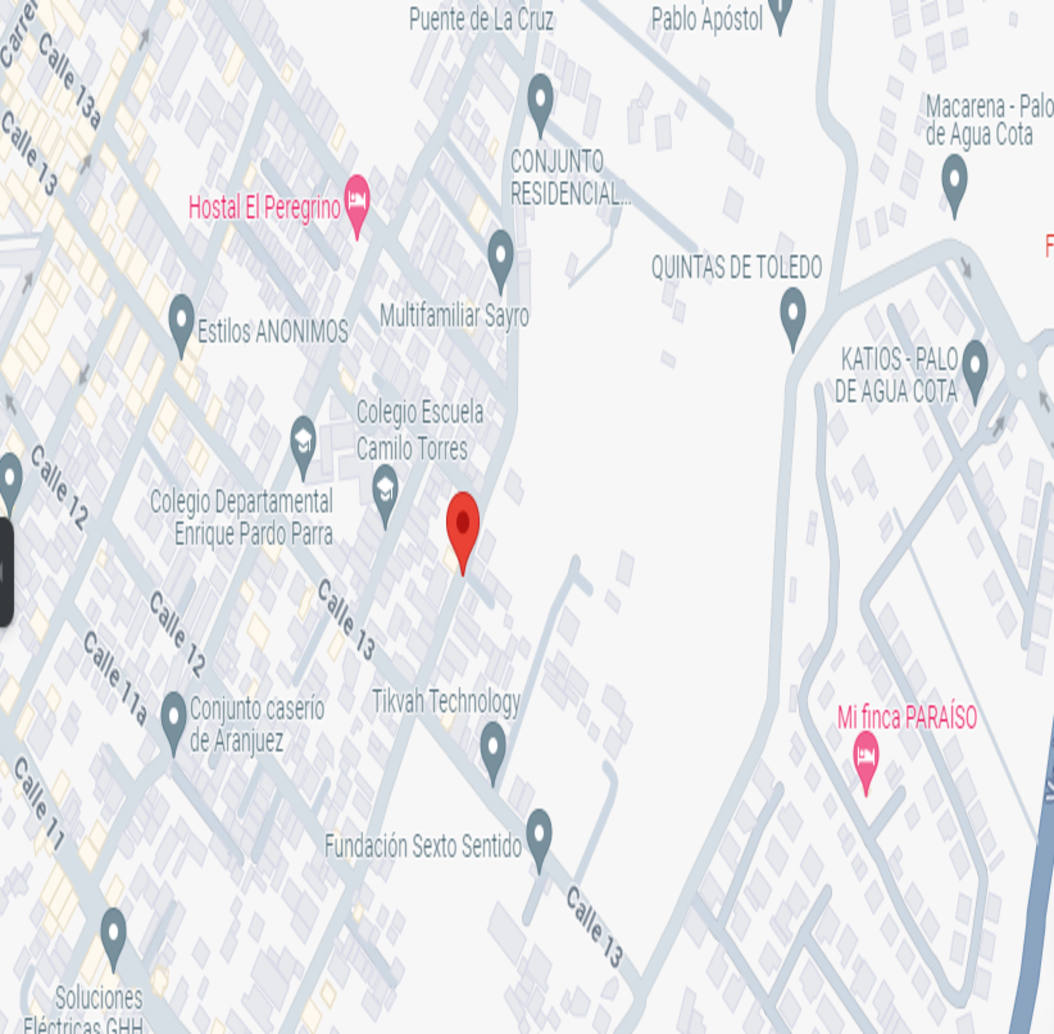 Puente de La Cruz
Pablo Apóstol
Calle 13a
Calle 13
Macarena - Palo
de Agua Cota
CONJUNTO
RESIDENCIAL...
Hostal El Peregrino
QUINTAS DE TOLEDO
Multifamiliar Sayro
Estilos ANONIMOS
KATIOS - PALO
DE AGUA COTA
Colegio Escuela
Camilo Torres
Calle 12
Colegio Departamental
Enrique Pardo Parra
Calle 13
Calle 12
Calle 11a
Tikvah Technology
Conjunto caserío
de Aranjuez
Mi finca PARAÍSO
Calle 11
Fundación Sexto Sentido
Calle 13
Soluciones
Eléctricas GHH